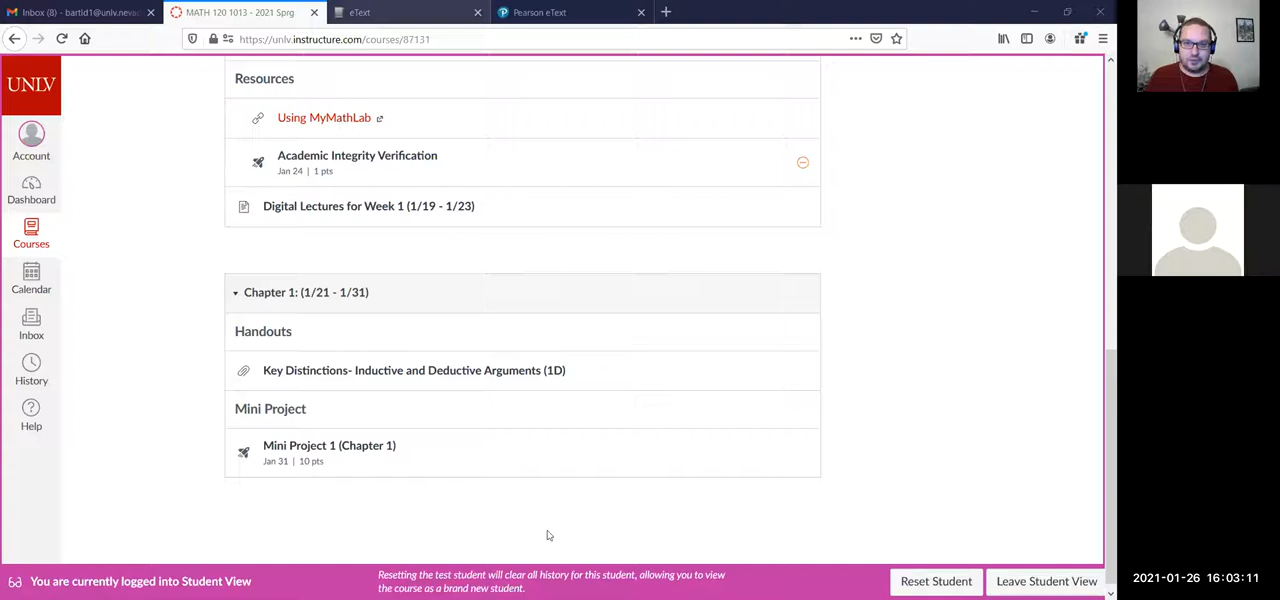 Inbox (8) - bartld1@unlv.nevad
MATH 120 1013 - 2021 Sprg
eText
Pearson eText
https://unlv.instructure.com/courses/87131
UNLV
Account
Dashboard
Courses
Calendar
Inbox
History
Help
Resources
Using MyMathLab
Academic Integrity Verification
Jan 24 | 1 pts
Digital Lectures for Week 1 (1/19 - 1/23)
Chapter 1: (1/21 - 1/31)
Handouts
Key Distinctions- Inductive and Deductive Arguments (1D)
Mini Project
Mini Project 1 (Chapter 1)
Jan 31 | 10 pts
You are currently logged into Student View
Resetting the test student will clear all history for this student, allowing you to view
the course as a brand new student.
Reset Student
Leave Student View
2021-01-26 16:03:11